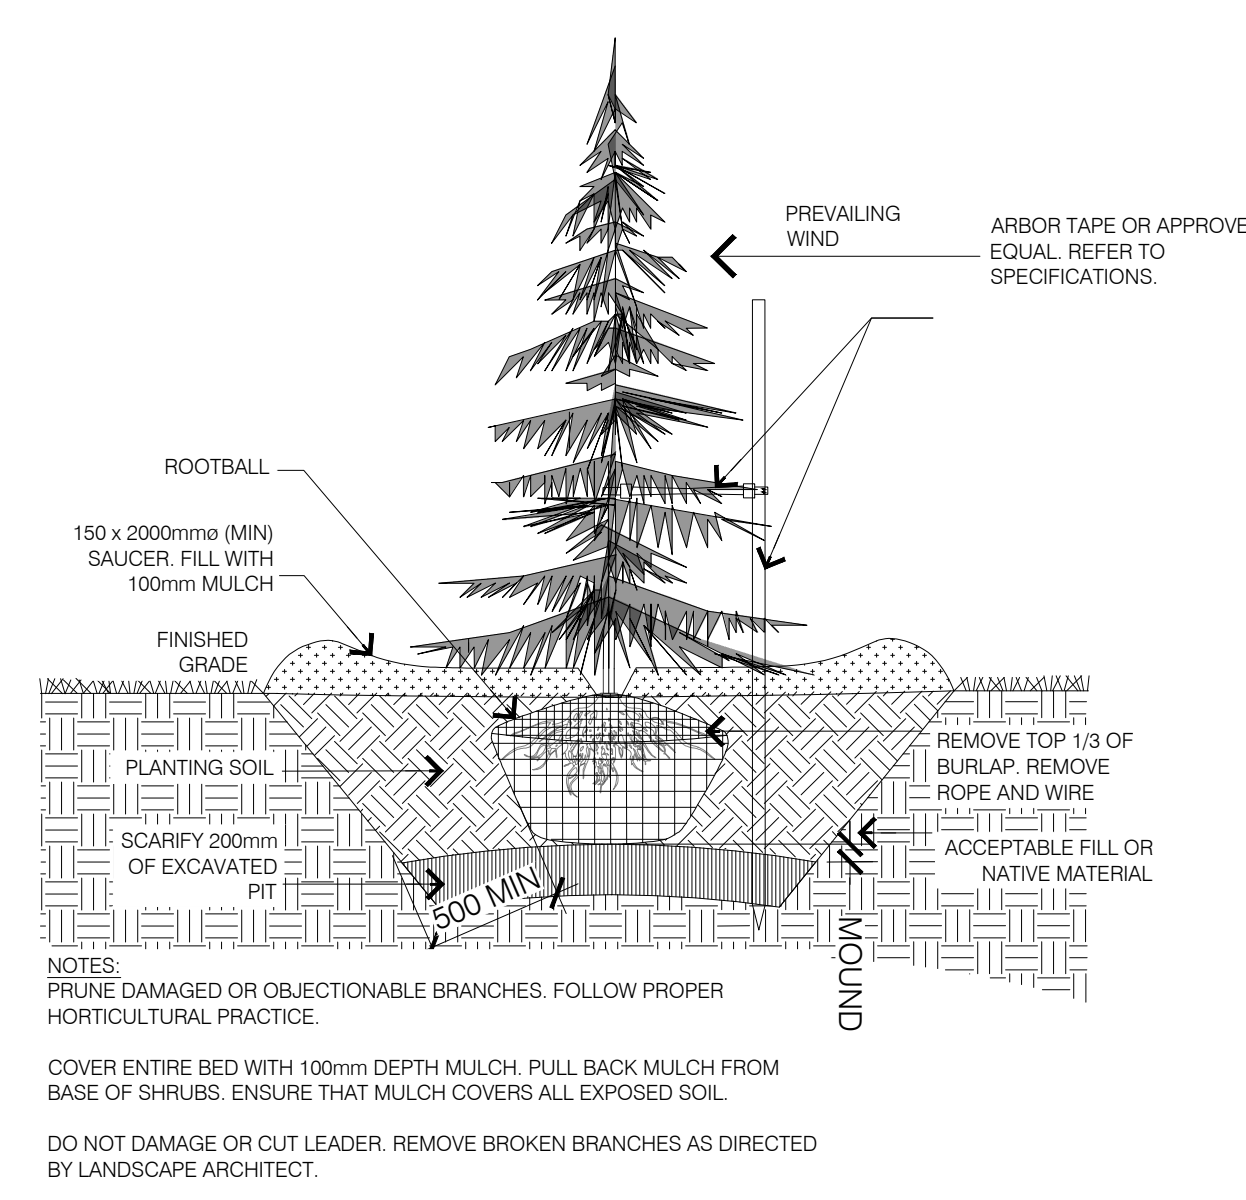 PREVAILING
WIND
ARBOR TAPE OR APPROVE
EQUAL. REFER TO
SPECIFICATIONS.
ROOTBALL
150 x 2000mmø (MIN)
SAUCER. FILL WITH
100mm MULCH
FINISHED
GRADE
PLANTING SOIL
REMOVE TOP 1/3 OF
BURLAP. REMOVE
ROPE AND WIRE
SCARIFY 200mm
OF EXCAVATED
PIT
ACCEPTABLE FILL OR
NATIVE MATERIAL
500 MIN
MOUND
NOTES:
PRUNE DAMAGED OR OBJECTIONABLE BRANCHES. FOLLOW PROPER
HORTICULTURAL PRACTICE.
COVER ENTIRE BED WITH 100mm DEPTH MULCH. PULL BACK MULCH FROM
BASE OF SHRUBS. ENSURE THAT MULCH COVERS ALL EXPOSED SOIL.
DO NOT DAMAGE OR CUT LEADER. REMOVE BROKEN BRANCHES AS DIRECTED
BY LANDSCAPE ARCHITECT.